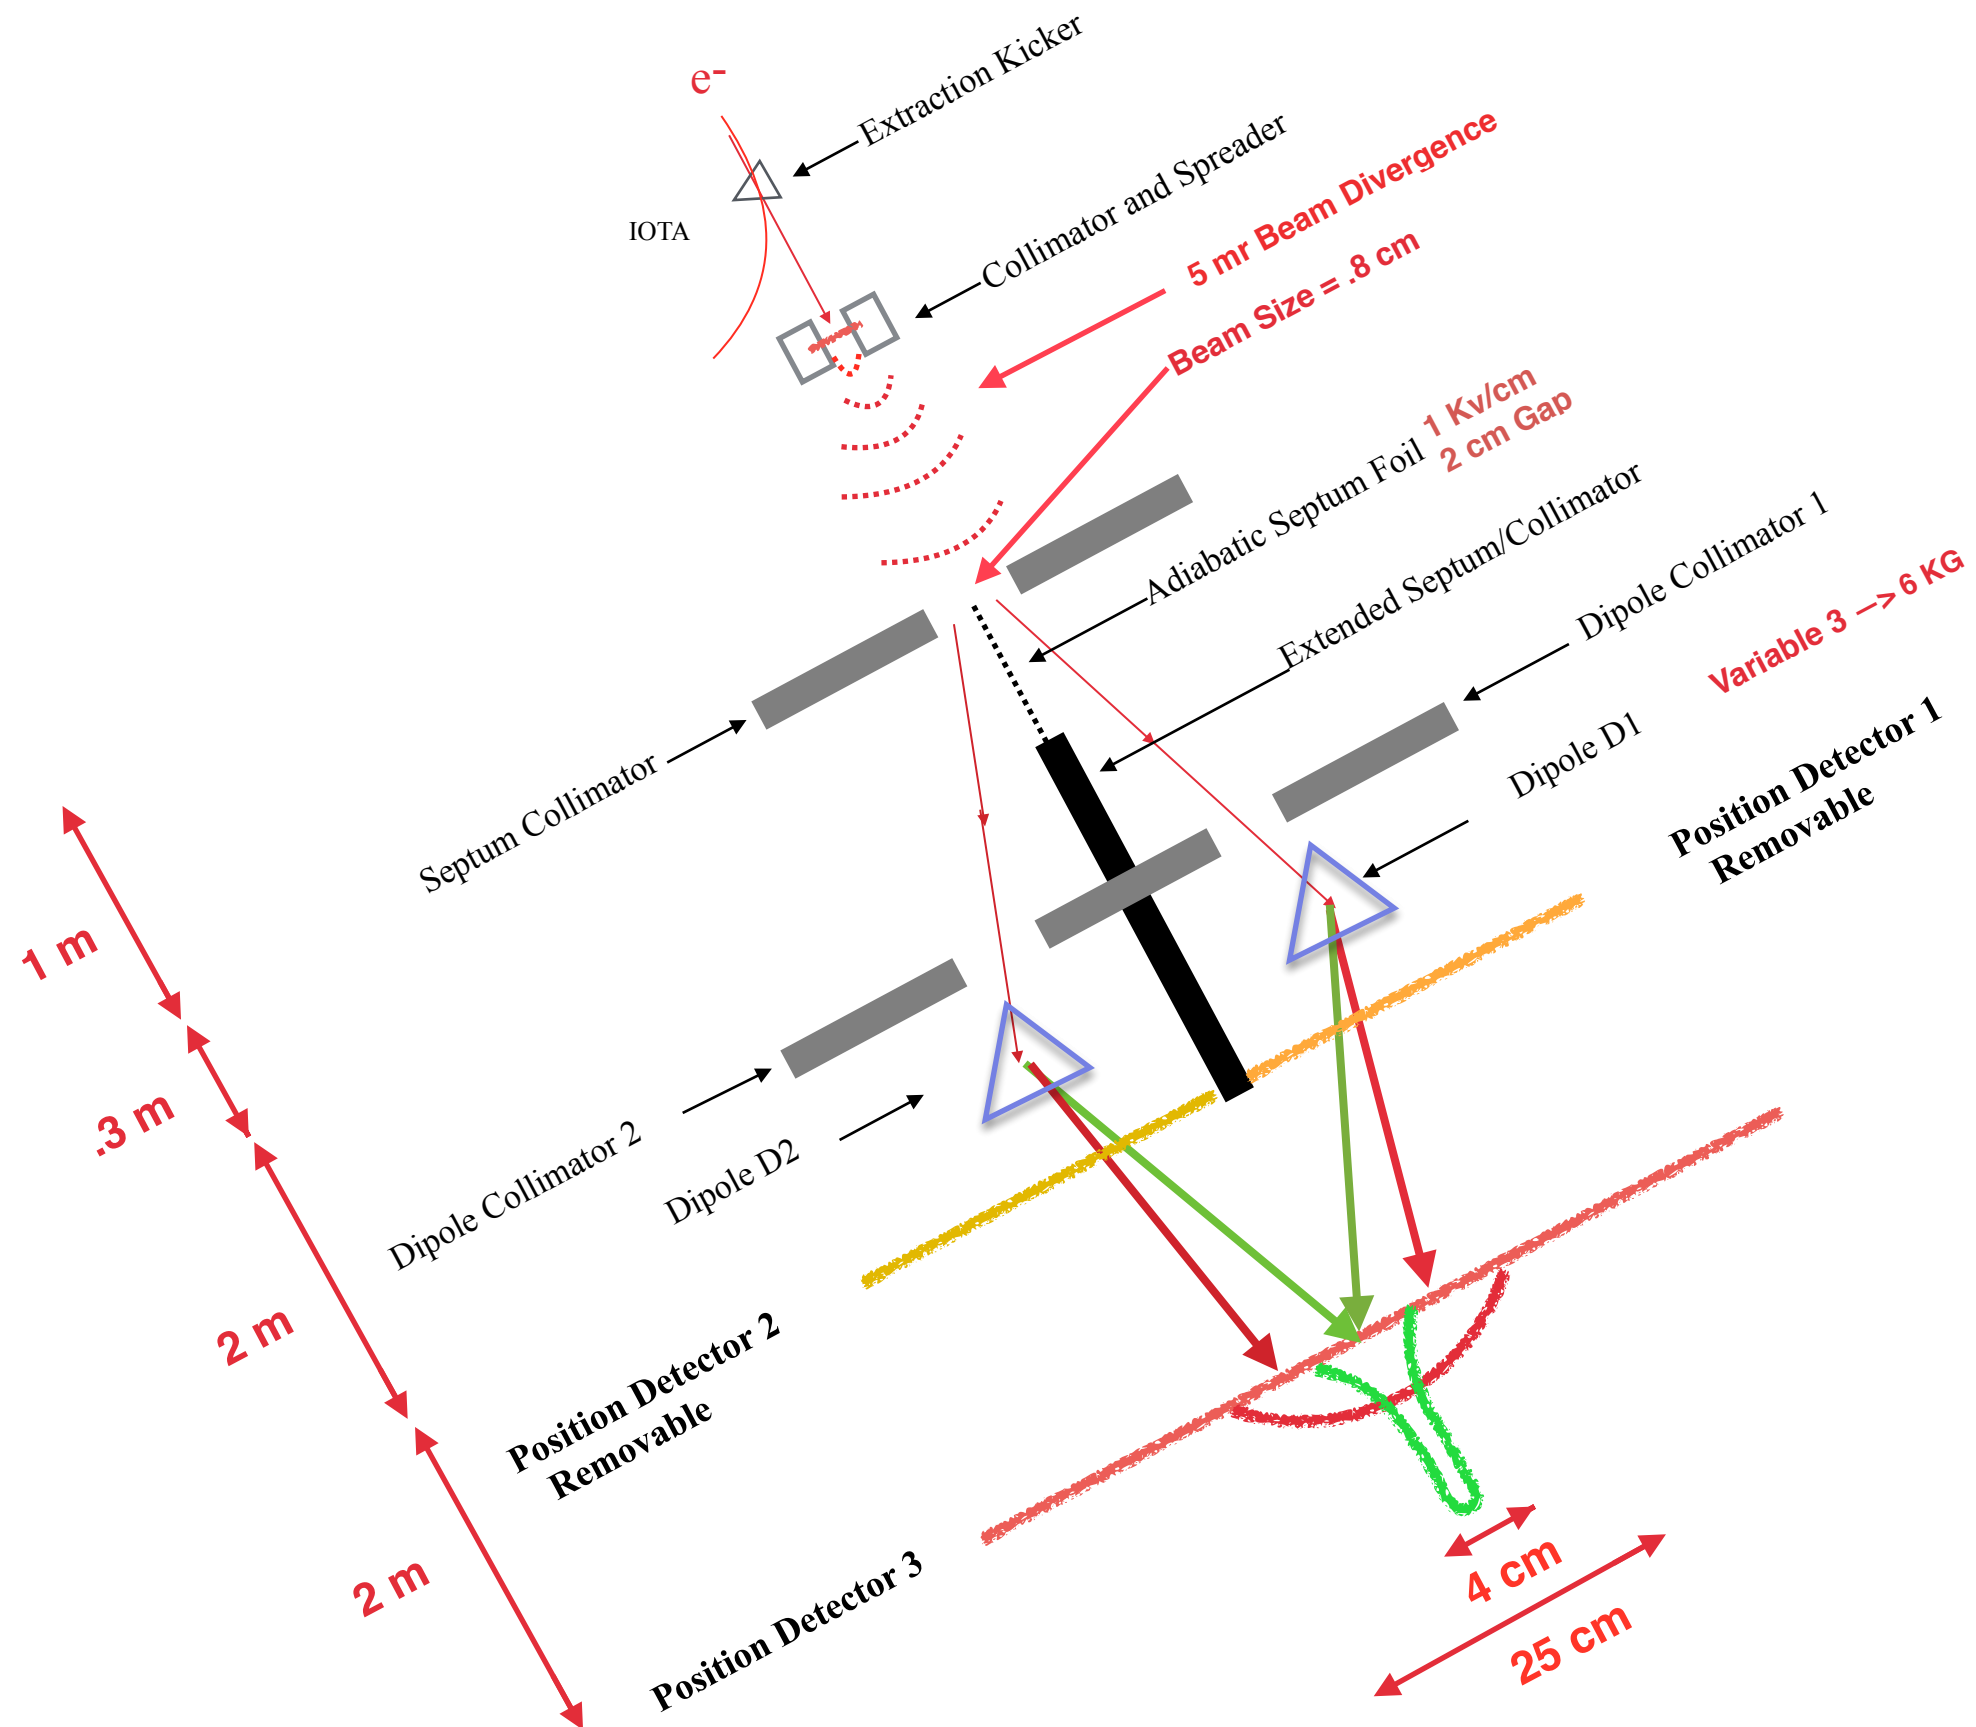 e-
Extraction Kicker
IOTA
Collimator and Spreader
5 mr Beam Divergence
Beam Size = .8 cm
1 Kv/cm
2 cm Gap
Adiabatic Septum Foil
Extended Septum/Collimator
Dipole Collimator 1
Variable 3 —> 6 KG
Septum Collimator
Dipole D1
Position Detector 1
Removable
1 m
.3 m
Dipole Collimator 2
Dipole D2
2 m
Position Detector 2
Removable
2 m
Position Detector 3
4 cm
25 cm